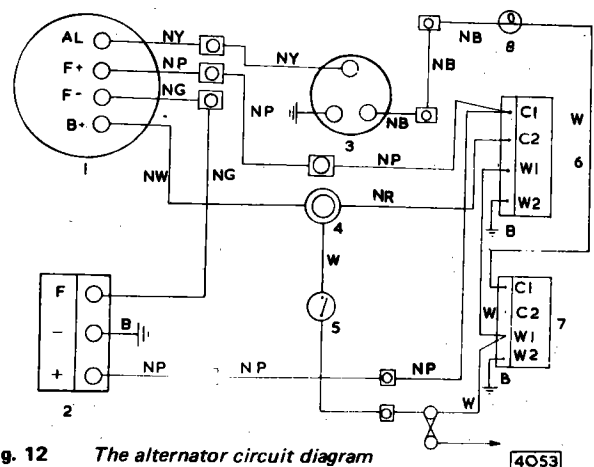 AL
NY
F+
NP
F-
NG
B+
1
NY
NP
NB
3
NB
NB
8
W
6
C1
C2
W1
W2
B
NP
NW
NG
NR
4
W
5
F
-
+
B
2
NP
NP
NP
W
W
C1
C2
W1
W2
B
7
g. 12 The alternator circuit diagram
4053